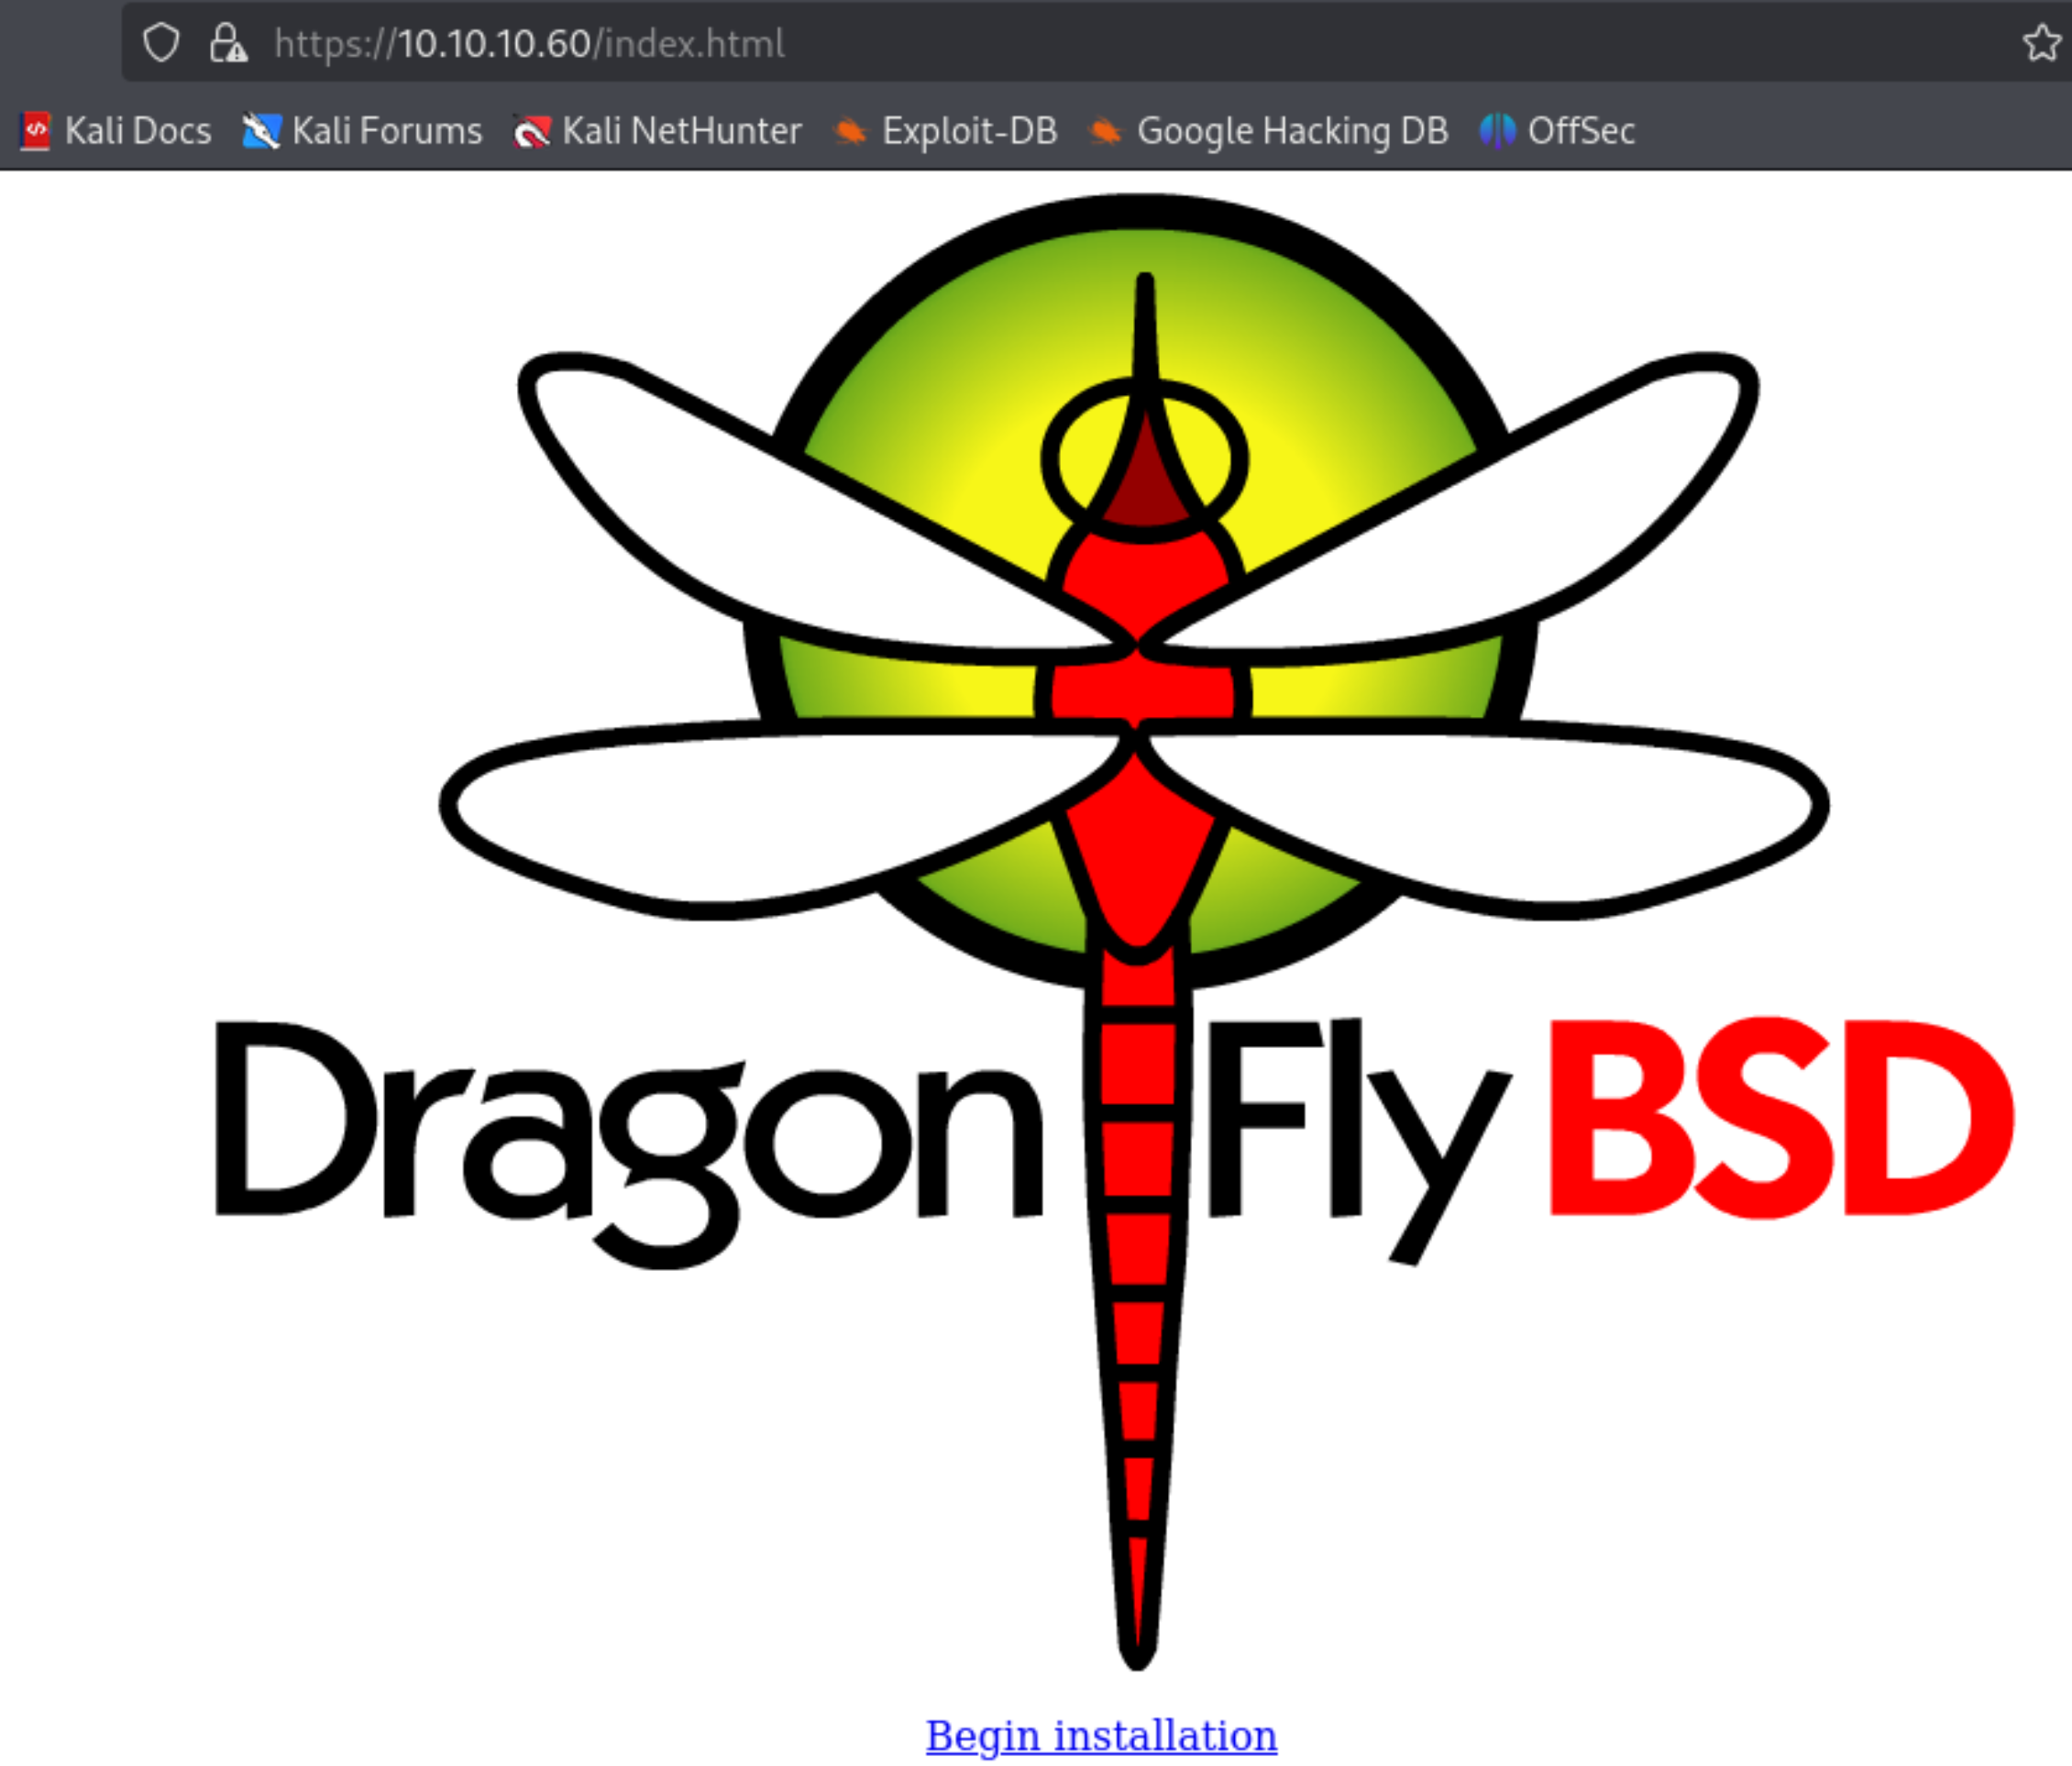 https://10.10.10.60/index.html
Kali Docs Kali Forums Kali NetHunter Exploit-DB Google Hacking DB OffSec
DragonFlyBSD
Begin installation